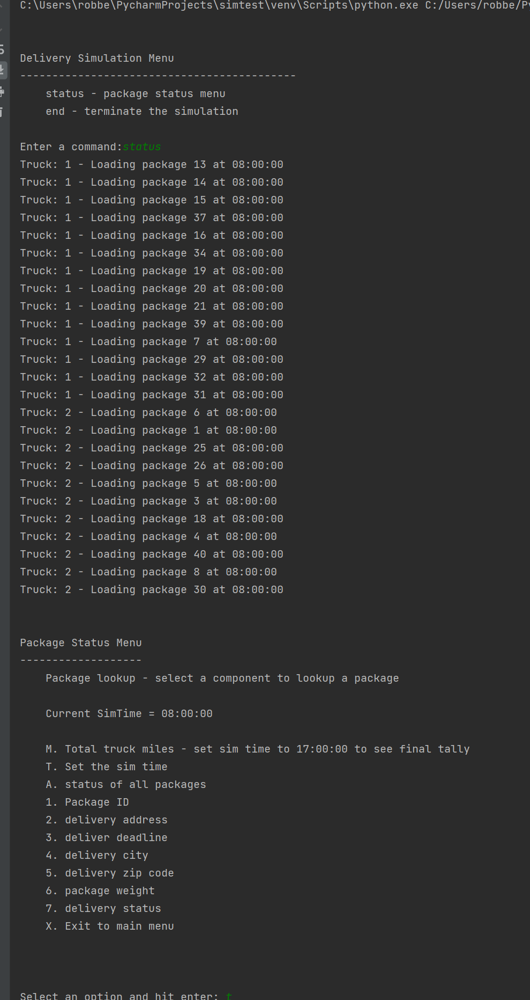 C:\Users\robbe\PycharmProjects\simtest\venv\Scripts\python.exe C:/Users/robbe/Py
Delivery Simulation Menu
-------------------------------------------
status - package status menu
end - terminate the simulation
Enter a command:status
Truck: 1 - Loading package 13 at 08:00:00
Truck: 1 - Loading package 14 at 08:00:00
Truck: 1 - Loading package 15 at 08:00:00
Truck: 1 - Loading package 37 at 08:00:00
Truck: 1 - Loading package 16 at 08:00:00
Truck: 1 - Loading package 34 at 08:00:00
Truck: 1 - Loading package 19 at 08:00:00
Truck: 1 - Loading package 20 at 08:00:00
Truck: 1 - Loading package 21 at 08:00:00
Truck: 1 - Loading package 39 at 08:00:00
Truck: 1 - Loading package 7 at 08:00:00
Truck: 1 - Loading package 29 at 08:00:00
Truck: 1 - Loading package 32 at 08:00:00
Truck: 1 - Loading package 31 at 08:00:00
Truck: 2 - Loading package 6 at 08:00:00
Truck: 2 - Loading package 1 at 08:00:00
Truck: 2 - Loading package 25 at 08:00:00
Truck: 2 - Loading package 26 at 08:00:00
Truck: 2 - Loading package 5 at 08:00:00
Truck: 2 - Loading package 3 at 08:00:00
Truck: 2 - Loading package 18 at 08:00:00
Truck: 2 - Loading package 4 at 08:00:00
Truck: 2 - Loading package 40 at 08:00:00
Truck: 2 - Loading package 8 at 08:00:00
Truck: 2 - Loading package 30 at 08:00:00
Package Status Menu
-------------------
Package lookup - select a component to lookup a package
Current SimTime = 08:00:00
M. Total truck miles - set sim time to 17:00:00 to see final tally
T. Set the sim time
A. status of all packages
1. Package ID
2. delivery address
3. deliver deadline
4. delivery city
5. delivery zip code
6. package weight
7. delivery status
X. Exit to main menu
Select an option and hit enter: t